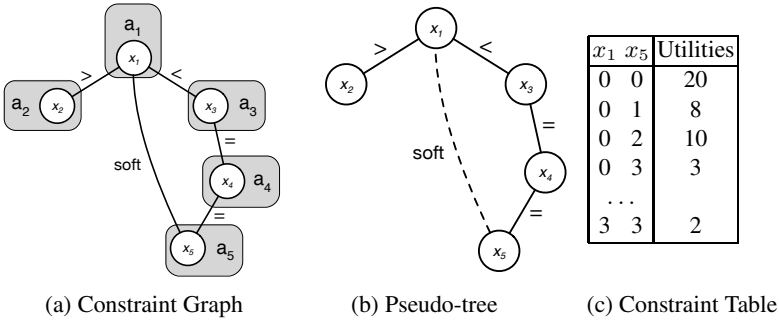 a1
x1
>
<
a2
x2
x3
a3
=
soft
x4
a4
=
x5
a5
(a) Constraint Graph
x1
>
<
x2
x3
=
soft
x4
=
x5
(b) Pseudo-tree
x1 x5 Utilities
0 0 20
0 1 8
0 2 10
0 3 3
...
3 3 2
(c) Constraint Table